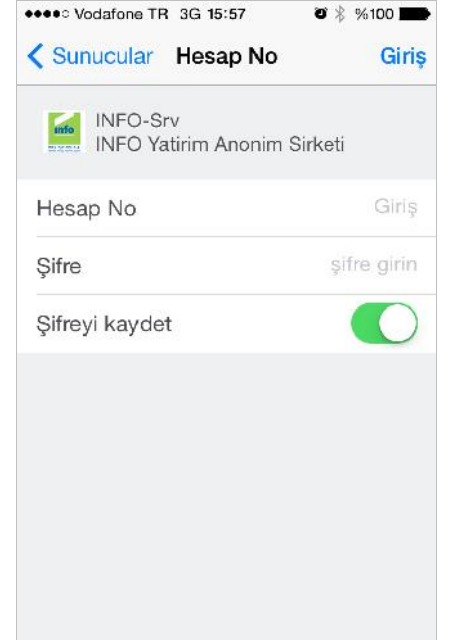 Vodafone TR 3G 15:57 %100
Sunucular Hesap No Giriş
info
INFO-Srv
INFO Yatirim Anonim Sirketi
Hesap No Giriş
Şifre şifre girin
Şifreyi kaydet